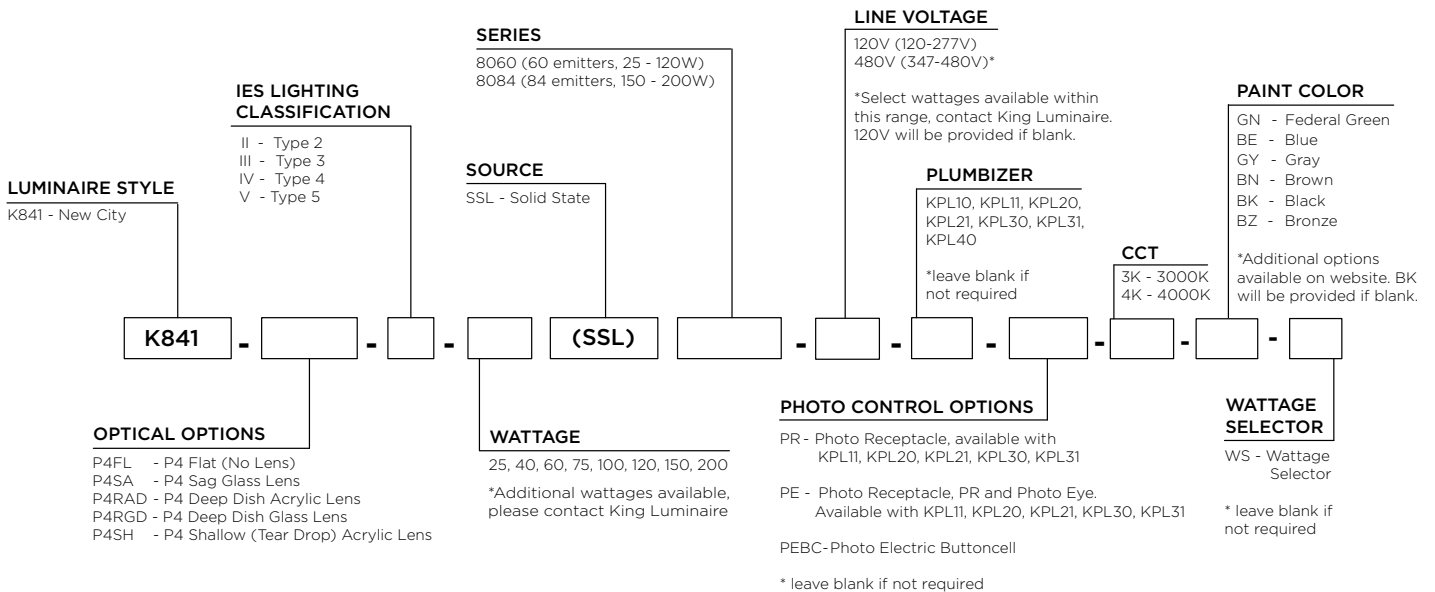 LINE VOLTAGE
120V (120-277V)
480V (347-480V)*
*Select wattages available within
this range, contact King Luminaire.
120V will be provided if blank.
SERIES
8060 (60 emitters, 25 - 120W)
8084 (84 emitters, 150 - 200W)
IES LIGHTING
CLASSIFICATION
II - Type 2
III - Type 3
IV - Type 4
V - Type 5
PAINT COLOR
GN - Federal Green
BE - Blue
GY - Gray
BN - Brown
BK - Black
BZ - Bronze
*Additional options
available on website. BK
will be provided if blank.
LUMINAIRE STYLE
K841 - New City
SOURCE
SSL - Solid State
PLUMBIZER
KPL10, KPL11, KPL20,
KPL21, KPL30, KPL31,
KPL40
*leave blank if
not required
CCT
3K - 3000K
4K - 4000K
K841 - - - (SSL) - - - - - -
OPTICAL OPTIONS
P4FL - P4 Flat (No Lens)
P4SA - P4 Sag Glass Lens
P4RAD - P4 Deep Dish Acrylic Lens
P4RGD - P4 Deep Dish Glass Lens
P4SH - P4 Shallow (Tear Drop) Acrylic Lens
WATTAGE
25, 40, 60, 75, 100, 120, 150, 200
*Additional wattages available,
please contact King Luminaire
PHOTO CONTROL OPTIONS
PR - Photo Receptacle, available with
KPL11, KPL20, KPL21, KPL30, KPL31
PE - Photo Receptacle, PR and Photo Eye.
Available with KPL11, KPL20, KPL21, KPL30, KPL31
PEBC-Photo Electric Buttoncell
* leave blank if not required
WATTAGE
SELECTOR
WS - Wattage
Selector
* leave blank if
not required